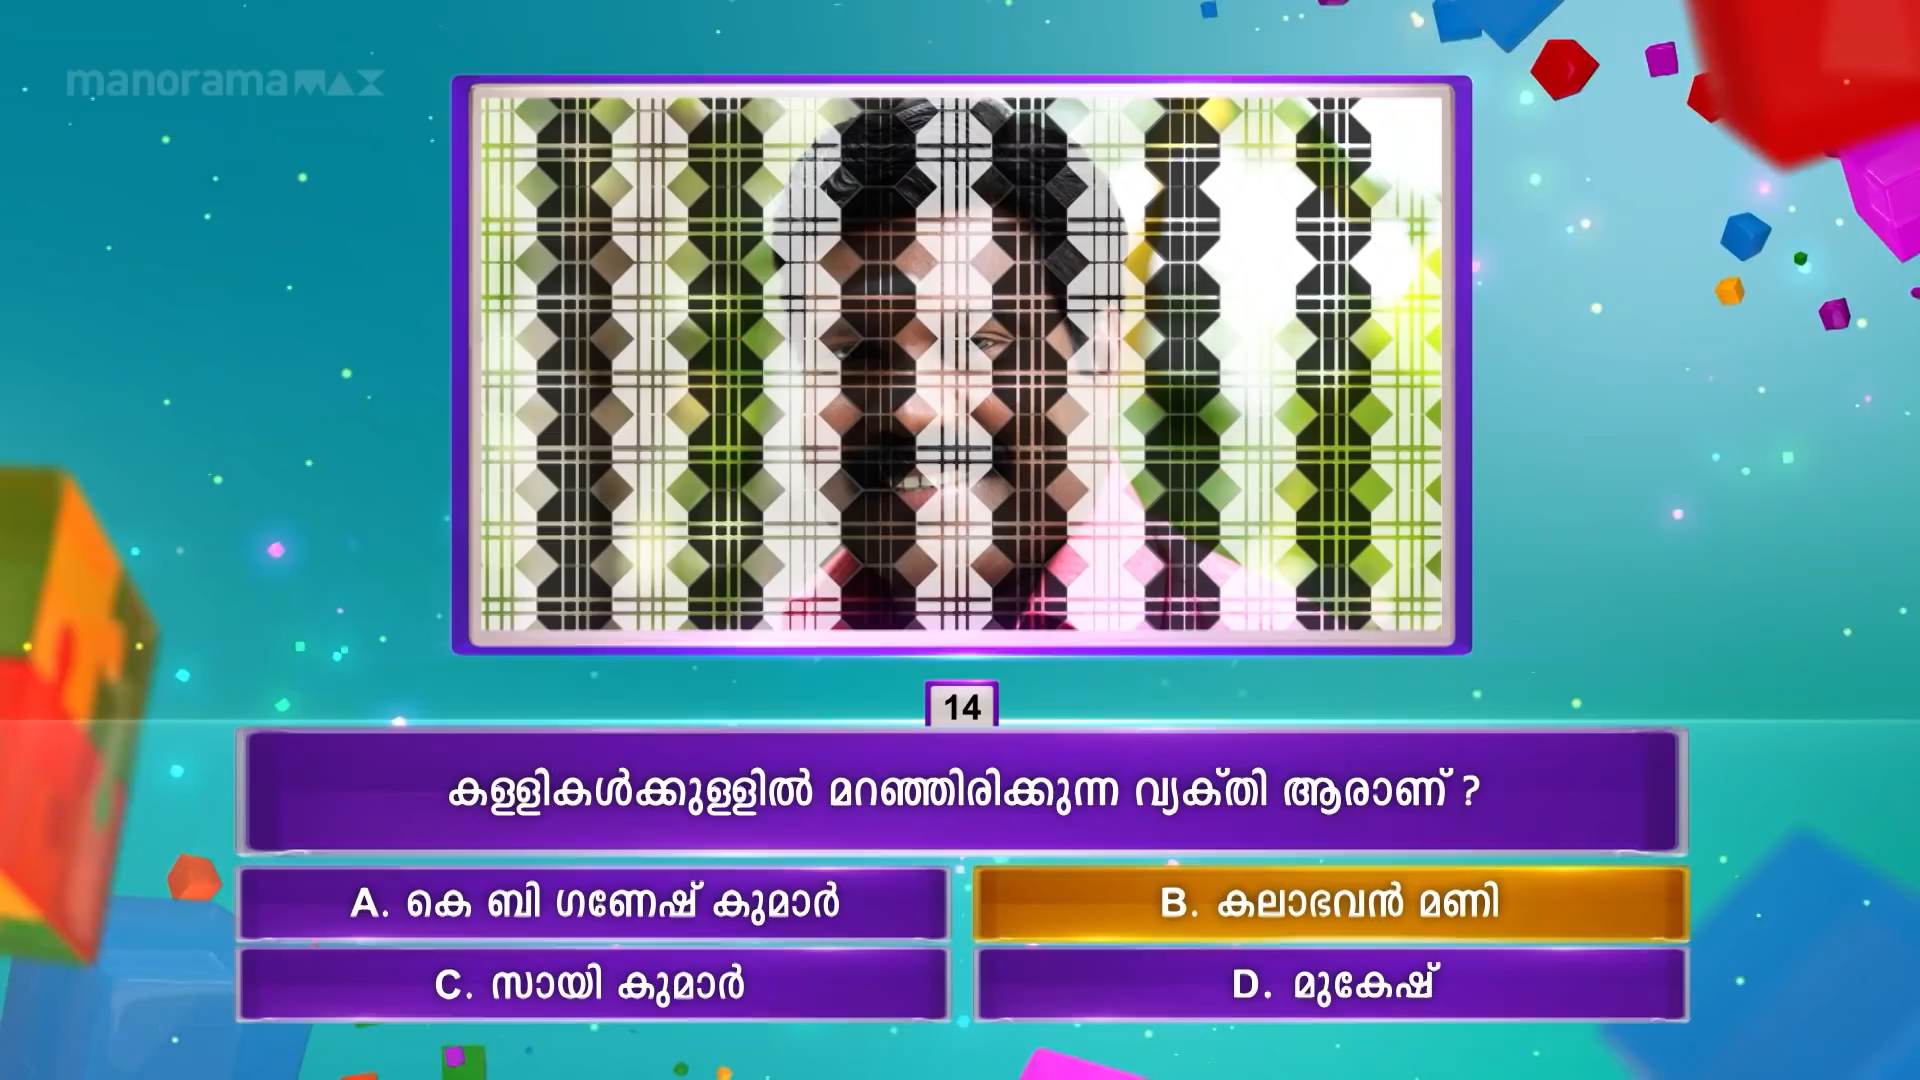 manoramaMAX
14
കള്ളികൾക്കുള്ളിൽ മറഞ്ഞിരിക്കുന്ന വ്യക്തി ആരാണ് ?
A. കെ ബി ഗണേഷ് കുമാർ
B. കലാഭവൻ മണി
C. സായി കുമാർ
D. മുകേഷ്